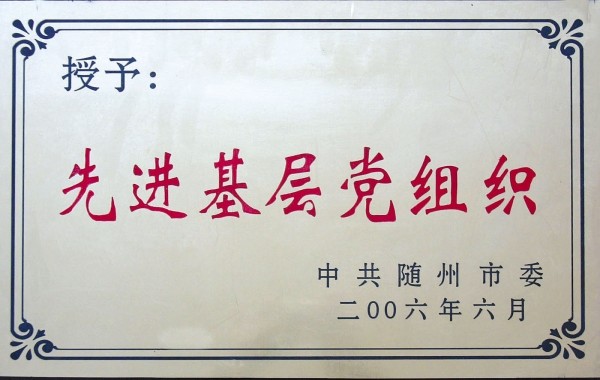 授予：
先进基层党组织
中共随州市委
二00六年六月